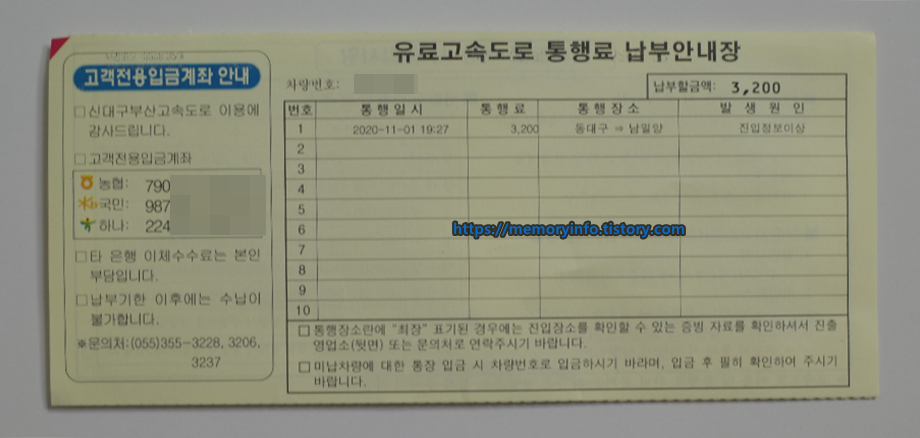 유료고속도로 통행료 납부안내장
고객전용입금계좌 안내
□신대구부산고속도로 이용에
감사드립니다.
□고객전용입금계좌
농협: 790
국민: 987
하나: 224
□타 은행 이체수수료는 본인
부담입니다.
□납부기한 이후에는 수납이
불가합니다.
※문의처:(055)355-3228, 3206,
3237
차량번호:
납부할금액: 3,200
번호 통행일시 통행료 통행장소 발생원인
1 2020-11-01 19:27 3,200 동대구 ⇒ 남밀양 진입정보이상
2
3
4
5
6
7
8
9
10
https://memoryinfo.tistory.com
□통행장소란에 "최장" 표기된 경우에는 진입장소를 확인할 수 있는 증빙 자료를 확인하셔서 진출
영업소(뒷면) 또는 문의처로 연락주시기 바랍니다.
□미납차량에 대한 통장 입금 시 차량번호로 입금하시기 바라며, 입금 후 필히 확인하여 주시기
바랍니다.